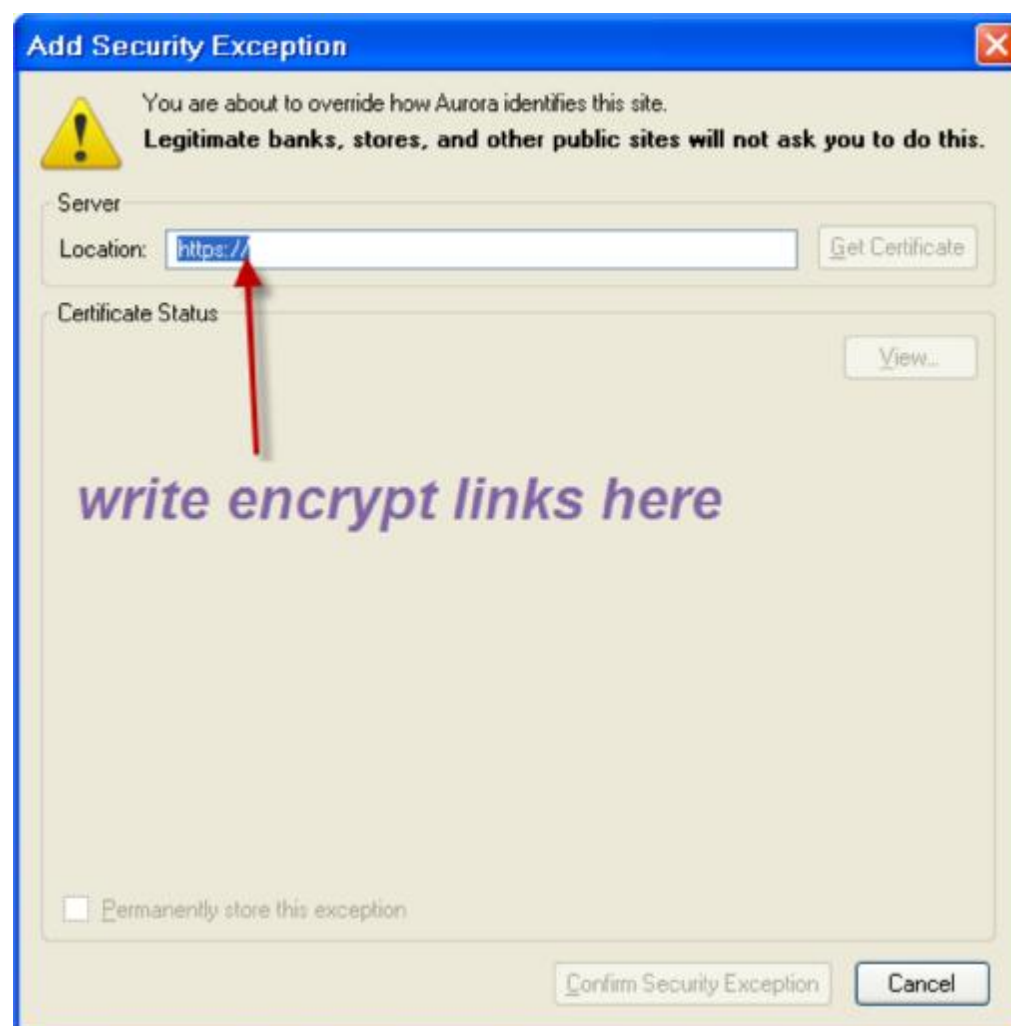 Add Security Exception
You are about to override how Aurora identifies this site.
Legitimate banks, stores, and other public sites will not ask you to do this.
Server
Location: https:// Get Certificate
Certificate Status
View...
write encrypt links here
Permanently store this exception
Confirm Security Exception Cancel